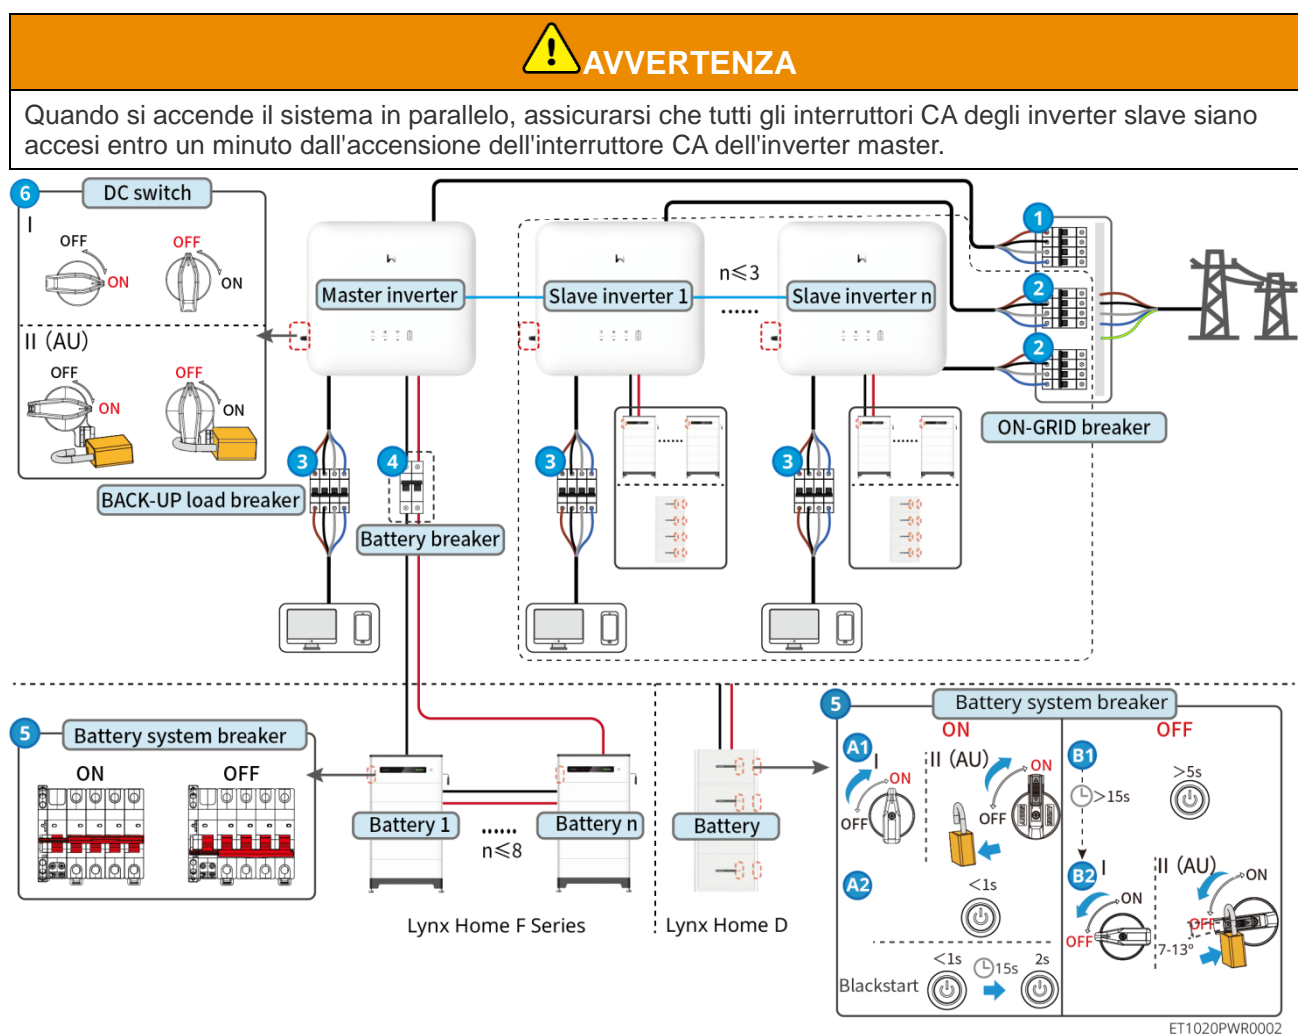 AVVERTENZA
Quando si accende il sistema in parallelo, assicurarsi che tutti gli interruttori CA degli inverter slave siano
accesi entro un minuto dall'accensione dell'interruttore CA dell'inverter master.
6 DC switch
I
OFF
ON
OFF
ON
II (AU)
OFF
ON
OFF
ON
Master inverter
Slave inverter 1
n≤3
......
Slave inverter n
1
2
2
ON-GRID breaker
3
BACK-UP load breaker
4
Battery breaker
3
3
......
......
5 Battery system breaker
ON
OFF
Battery 1
......
n≤8
Battery n
Lynx Home F Series
Battery
Lynx Home D
5 Battery system breaker
ON
A1
I
ON
OFF
II (AU)
ON
OFF
A2
<1s
Blackstart
<1s
15s
2s
OFF
B1
>15s
>5s
B2
I
ON
OFF
II (AU)
ON
OFF
7-13°
ET1020PWR0002